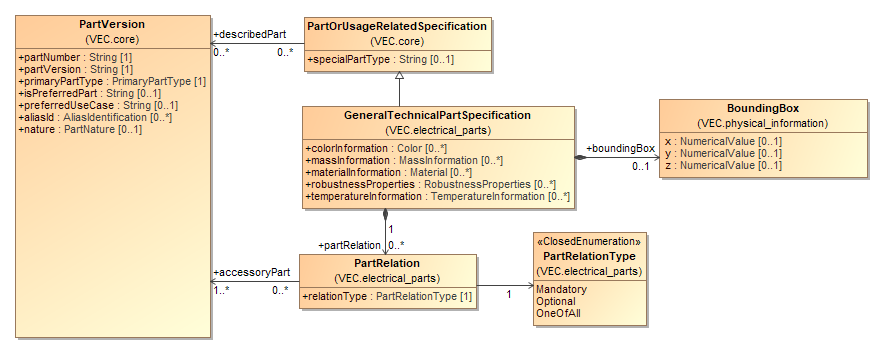 PartVersion
(VEC.core)
+partNumber : String [1]
+partVersion : String [1]
+primaryPartType : PrimaryPartType [1]
+isPreferredPart : String [0..1]
+preferredUseCase : String [0..1]
+aliasId : AliasIdentification [0..*]
+nature : PartNature [0..1]
+describedPart
0..*
0..*
PartOrUsageRelatedSpecification
(VEC.core)
+specialPartType : String [0..1]
GeneralTechnicalPartSpecification
(VEC.electrical_parts)
+colorInformation : Color [0..*]
+massInformation : MassInformation [0..*]
+materialInformation : Material [0..*]
+robustnessProperties : RobustnessProperties [0..*]
+temperatureInformation : TemperatureInformation [0..*]
+boundingBox
0..1
BoundingBox
(VEC.physical_information)
x : NumericalValue [0..1]
y : NumericalValue [0..1]
z : NumericalValue [0..1]
1
+partRelation
0..*
+accessoryPart
1..*
0..*
PartRelation
(VEC.electrical_parts)
+relationType : PartRelationType [1]
1
«ClosedEnumeration»
PartRelationType
(VEC.electrical_parts)
Mandatory
Optional
OneOfAll